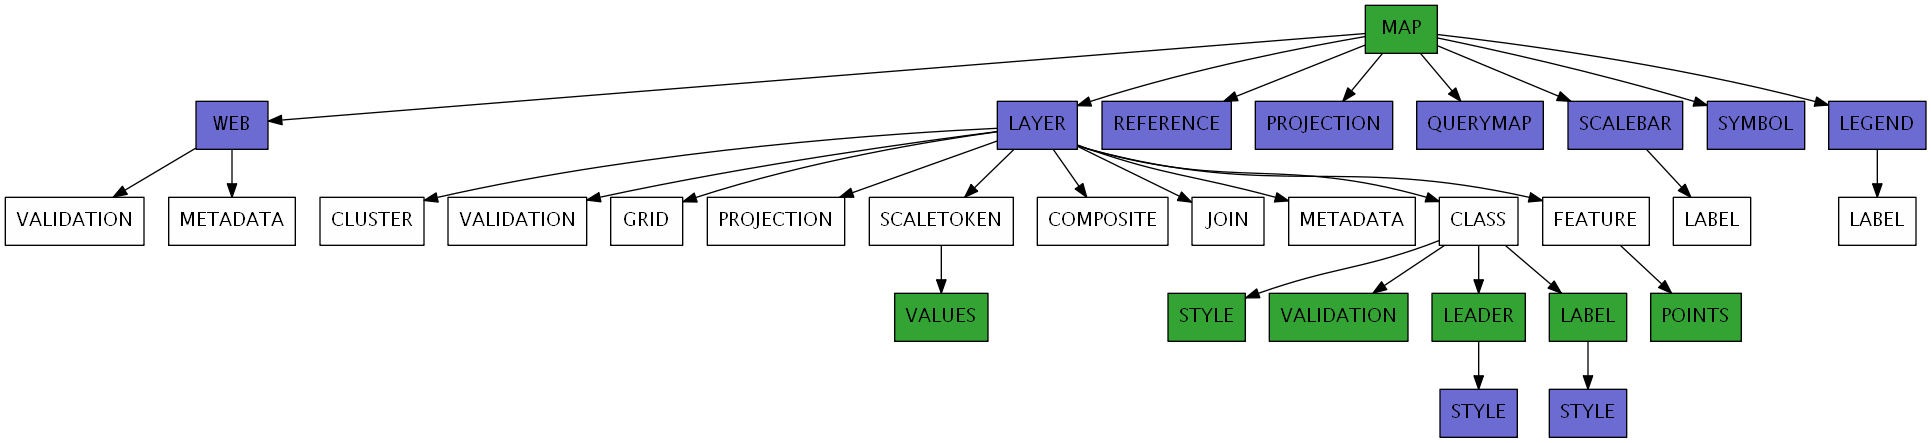 MAP
WEB
LAYER
REFERENCE
PROJECTION
QUERYMAP
SCALEBAR
SYMBOL
LEGEND
VALIDATION
METADATA
CLUSTER
VALIDATION
GRID
PROJECTION
SCALETOKEN
COMPOSITE
JOIN
METADATA
CLASS
FEATURE
LABEL
LABEL
VALUES
STYLE
VALIDATION
LEADER
LABEL
POINTS
STYLE
STYLE